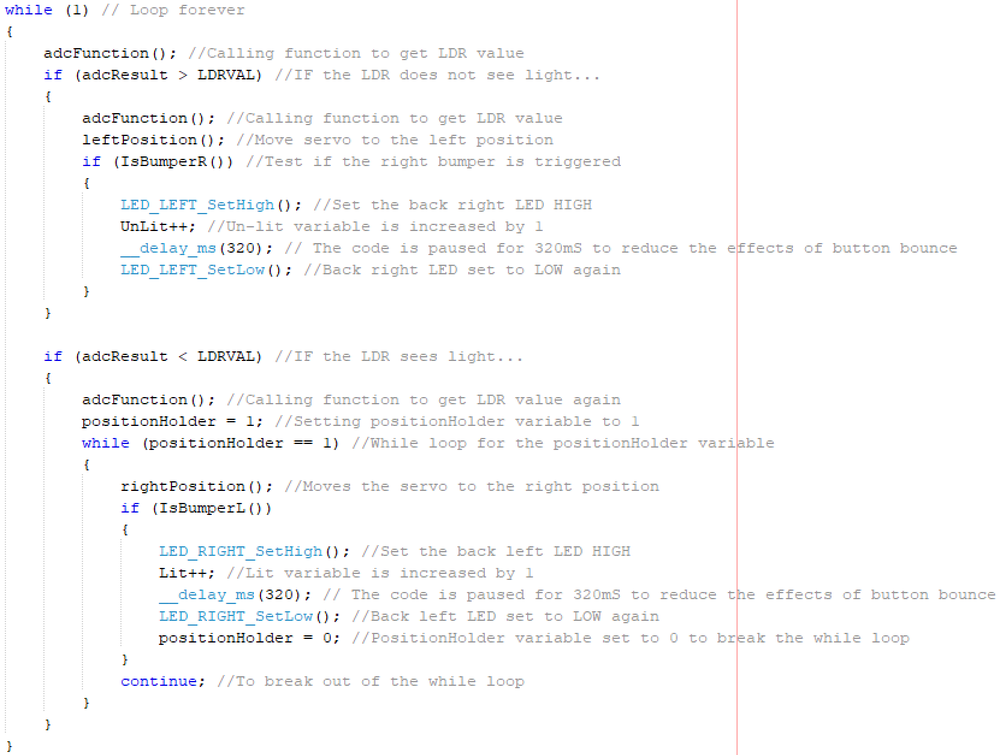 while (1) // Loop forever
{
    adcFunction(); //Calling function to get LDR value
    if (adcResult > LDRVAL) //IF the LDR does not see light...
    {
        adcFunction(); //Calling function to get LDR value
        leftPosition(); //Move servo to the left position
        if (IsBumperR()) //Test if the right bumper is triggered
        {
            LED_LEFT_SetHigh(); //Set the back right LED HIGH
            UnLit++; //Un-lit variable is increased by 1
            __delay_ms(320); // The code is paused for 320mS to reduce the effects of button bounce
            LED_LEFT_SetLow(); //Back right LED set to LOW again
        }
    }

    if (adcResult < LDRVAL) //IF the LDR sees light...
    {
        adcFunction(); //Calling function to get LDR value again
        positionHolder = 1; //Setting positionHolder variable to 1
        while (positionHolder == 1) //While loop for the positionHolder variable
        {
            rightPosition(); //Moves the servo to the right position
            if (IsBumperL())
            {
                LED_RIGHT_SetHigh(); //Set the back left LED HIGH
                Lit++; //Lit variable is increased by 1
                __delay_ms(320); // The code is paused for 320mS to reduce the effects of button bounce
                LED_RIGHT_SetLow(); //Back left LED set to LOW again
                positionHolder = 0; //PositionHolder variable set to 0 to break the while loop
            }
            continue; //To break out of the while loop
        }
    }
}